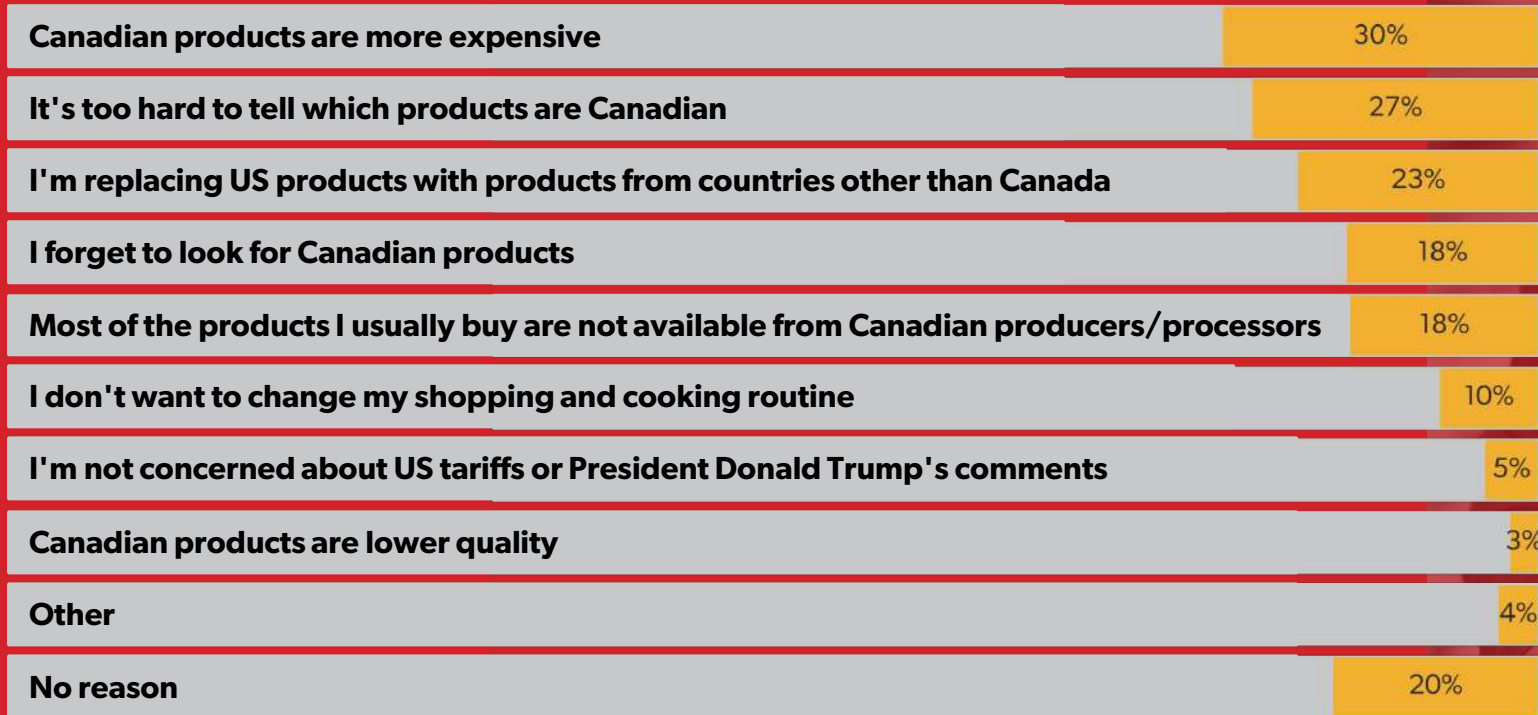 Canadian products are more expensive 30%
It's too hard to tell which products are Canadian 27%
I'm replacing US products with products from countries other than Canada 23%
I forget to look for Canadian products 18%
Most of the products I usually buy are not available from Canadian producers/processors 18%
I don't want to change my shopping and cooking routine 10%
I'm not concerned about US tariffs or President Donald Trump's comments 5%
Canadian products are lower quality 3%
Other 4%
No reason 20%